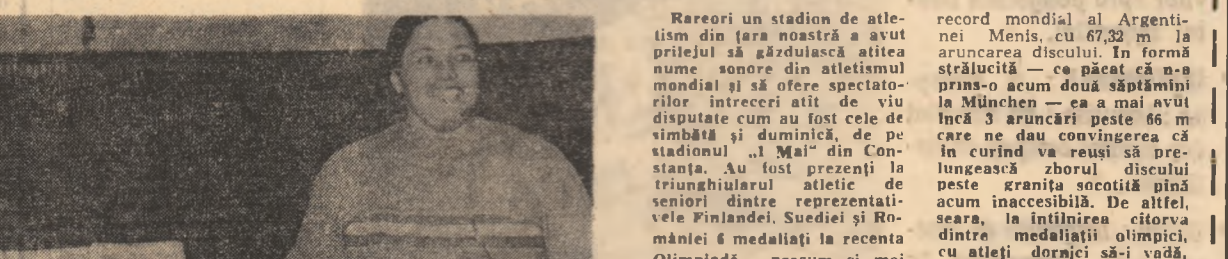 Rareori un stadion de atle-
tism din țara noastră a avut
prilejul să găzduiască atîtea
nume sonore din atletismul
mondial și să ofere spectato-
rilor întreceri atît de viu
disputate cum au fost cele de
sîmbătă și duminică, de pe
stadionul „1 Mai" din Con-
stanța. Au fost prezenți la
triunghiularul atletic de
seniori dintre reprezentati-
vele Finlandei, Suediei și Ro-
mâniei 6 medaliați la recenta
Olimpiadă precum și mai
record mondial al Argenti-
nei Menis, cu 67,32 m la
aruncarea discului. In formă
strălucită — ce păcat că n-a
prins-o acum două săptămîni
la München — ea a mai avut
încă 3 aruncări peste 66 m
care ne dau convingerea că
în curînd va reuși să pre-
lungească zborul discului
peste granița socotită pînă
acum inaccesibilă. De altfel,
seara, la întîlnirea cîtorva
dintre medaliații olimpici,
cu atleți dornici să-i vadă,